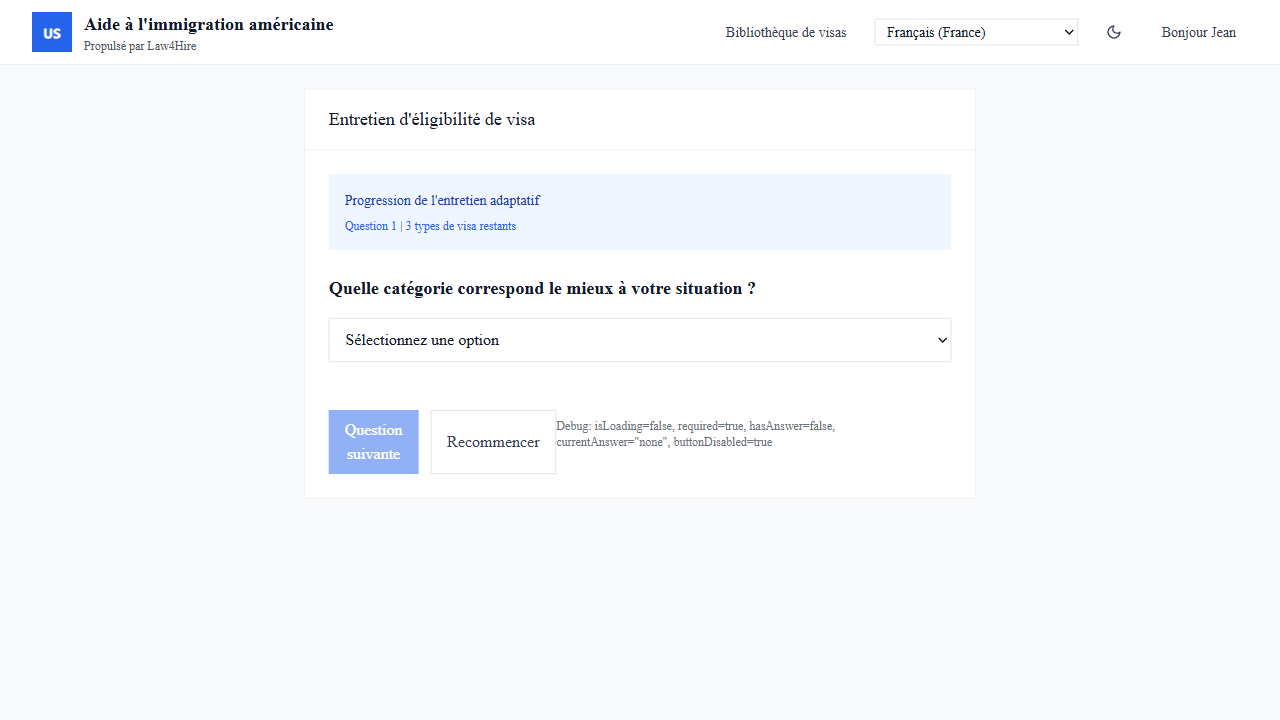 US
Aide à l'immigration américaine
Propulsé par Law4Hire
Bibliothèque de visas
Français (France)
Bonjour Jean
Entretien d'éligibilité de visa
Progression de l'entretien adaptatif
Question 1 | 3 types de visa restants
Quelle catégorie correspond le mieux à votre situation ?
Sélectionnez une option
Question
suivante
Recommencer
Debug: isLoading=false, required=true, hasAnswer=false,
currentAnswer="none", buttonDisabled=true